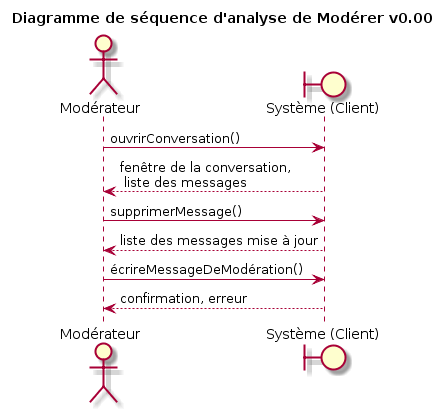 Diagramme de séquence d'analyse de Modérer v0.00
Modérateur
Système (Client)
ouvrirConversation()
fenêtre de la conversation,
liste des messages
supprimerMessage()
liste des messages mise à jour
écrireMessageDeModération()
confirmation, erreur
Modérateur
Système (Client)